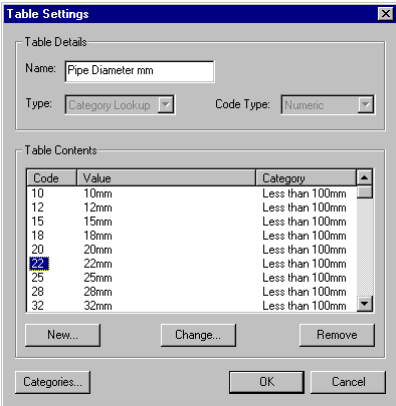 Table Settings
Table Details
Name: Pipe Diameter mm
Type: Category Lookup Code Type: Numeric
Table Contents
Code Value Category
10 10mm Less than 100mm
12 12mm Less than 100mm
15 15mm Less than 100mm
18 18mm Less than 100mm
20 20mm Less than 100mm
22 22mm Less than 100mm
25 25mm Less than 100mm
28 28mm Less than 100mm
32 32mm Less than 100mm
New... Change... Remove
Categories... OK Cancel